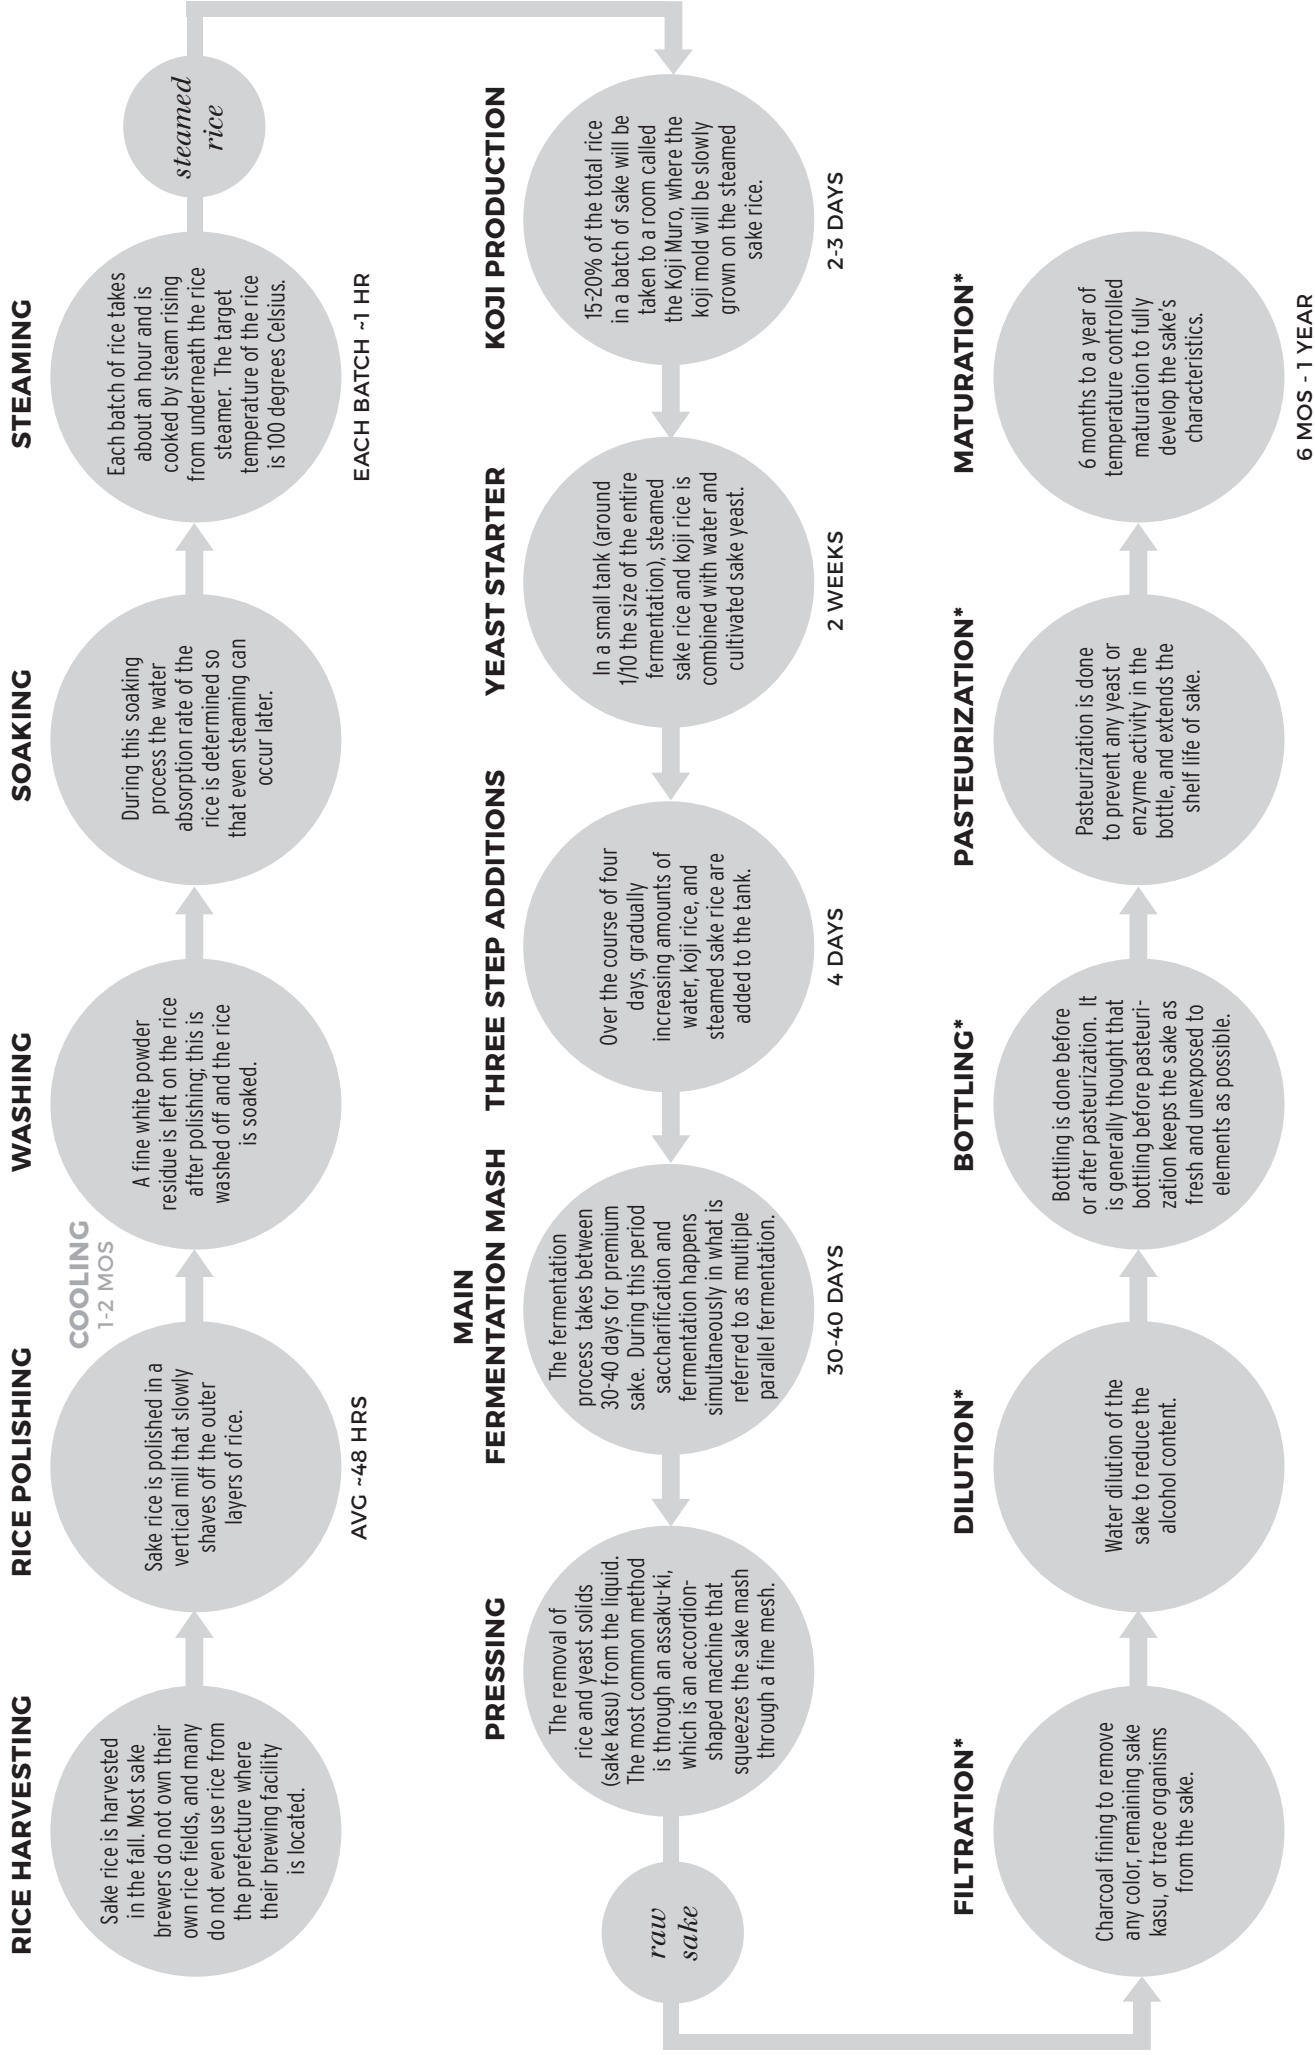 RICE HARVESTING
Sake rice is harvested
in the fall. Most sake
brewers do not own their
own rice fields, and many
do not even use rice from
the prefecture where
their brewing facility
is located.
RICE POLISHING
Sake rice is polished in a
vertical mill that slowly
shaves off the outer
layers of rice.
AVG ~48 HRS
COOLING
1-2 MOS
WASHING
A fine white powder
residue is left on the rice
after polishing; this is
washed off and the rice
is soaked.
SOAKING
During this soaking
process the water
absorption rate of the
rice is determined so
that even steaming can
occur later.
STEAMING
Each batch of rice takes
about an hour and is
cooked by steam rising
from underneath the rice
steamer. The target
temperature of the rice
is 100 degrees Celsius.
EACH BATCH ~1 HR
steamed
rice
KOJI PRODUCTION
15-20% of the total rice
in a batch of sake will be
taken to a room called
the Koji Muro, where the
koji mold will be slowly
grown on the steamed
sake rice.
2-3 DAYS
YEAST STARTER
In a small tank (around
1/10 the size of the entire
fermentation), steamed
sake rice and koji rice is
combined with water and
cultivated sake yeast.
2 WEEKS
THREE STEP ADDITIONS
Over the course of four
days, gradually
increasing amounts of
water, koji rice, and
steamed sake rice are
added to the tank.
4 DAYS
MAIN
FERMENTATION MASH
The fermentation
process takes between
30-40 days for premium
sake. During this period
saccharification and
fermentation happens
simultaneously in what is
referred to as multiple
parallel fermentation.
30-40 DAYS
PRESSING
The removal of
rice and yeast solids
(sake kasu) from the liquid.
The most common method
is through an assaku-ki,
which is an accordion-
shaped machine that
squeezes the sake mash
through a fine mesh.
raw
sake
FILTRATION*
Charcoal fining to remove
any color, remaining sake
kasu, or trace organisms
from the sake.
DILUTION*
Water dilution of the
sake to reduce the
alcohol content.
BOTTLING*
Bottling is done before
or after pasteurization. It
is generally thought that
bottling before pasteuri-
zation keeps the sake as
fresh and unexposed to
elements as possible.
PASTEURIZATION*
Pasteurization is done
to prevent any yeast or
enzyme activity in the
bottle, and extends the
shelf life of sake.
MATURATION*
6 months to a year of
temperature controlled
maturation to fully
develop the sake's
characteristics.
6 MOS - 1 YEAR